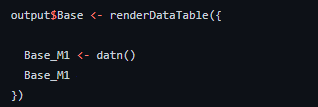 output$Base <- renderDataTable({
Base_M1 <- datn()
Base_M1
})